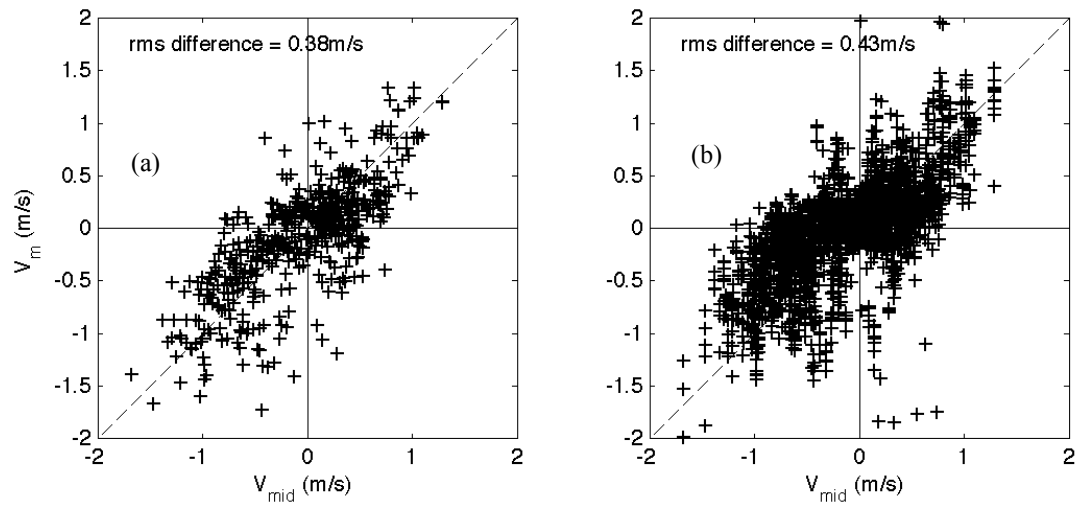 rms difference = 0.38m/s
(a)
2
1.5
1
0.5
0
-0.5
-1
-1.5
-2
V_m (m/s)
-2 -1 0 1 2
V_mid (m/s)
rms difference = 0.43m/s
(b)
2
1.5
1
0.5
0
-0.5
-1
-1.5
-2
-2 -1 0 1 2
V_mid (m/s)